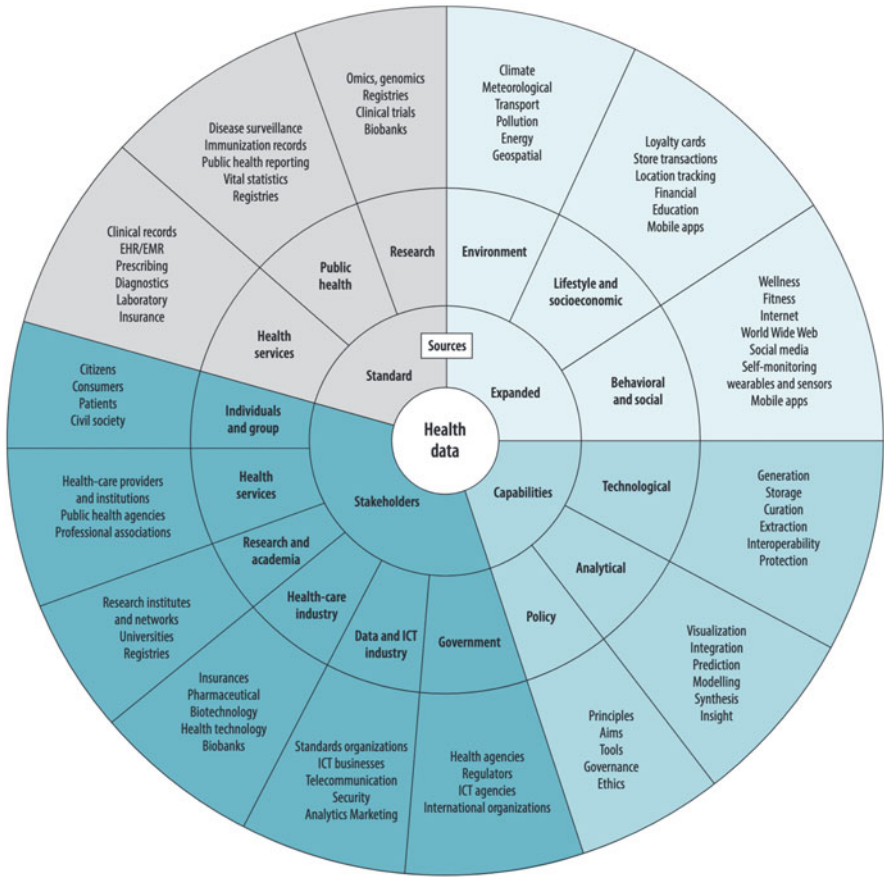 Health
data
Sources
Standard
Expanded
Capabilities
Stakeholders
Research
Omics, genomics
Registries
Clinical trials
Biobanks
Public
health
Disease surveillance
Immunization records
Public health reporting
Vital statistics
Registries
Health
services
Clinical records
EHR/EMR
Prescribing
Diagnostics
Laboratory
Insurance
Environment
Climate
Meteorological
Transport
Pollution
Energy
Geospatial
Lifestyle and
socioeconomic
Loyalty cards
Store transactions
Location tracking
Financial
Education
Mobile apps
Behavioral
and social
Wellness
Fitness
Internet
World Wide Web
Social media
Self-monitoring
wearables and sensors
Mobile apps
Technological
Generation
Storage
Curation
Extraction
Interoperability
Protection
Analytical
Visualization
Integration
Prediction
Modelling
Synthesis
Insight
Policy
Principles
Aims
Tools
Governance
Ethics
Government
Health agencies
Regulators
ICT agencies
International organizations
Data and ICT
industry
Standards organizations
ICT businesses
Telecommunication
Security
Analytics Marketing
Health-care
industry
Insurances
Pharmaceutical
Biotechnology
Health technology
Biobanks
Research and
academia
Research institutes
and networks
Universities
Registries
Health
services
Health-care providers
and institutions
Public health agencies
Professional associations
Individuals
and group
Citizens
Consumers
Patients
Civil society